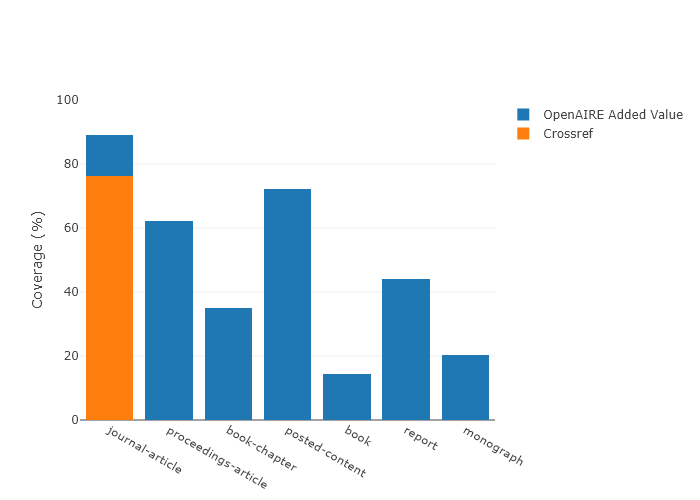 100
80
60
40
20
0
Coverage (%)
OpenAIRE Added Value
Crossref
journal-article
proceedings-article
book-chapter
posted-content
book
report
monograph